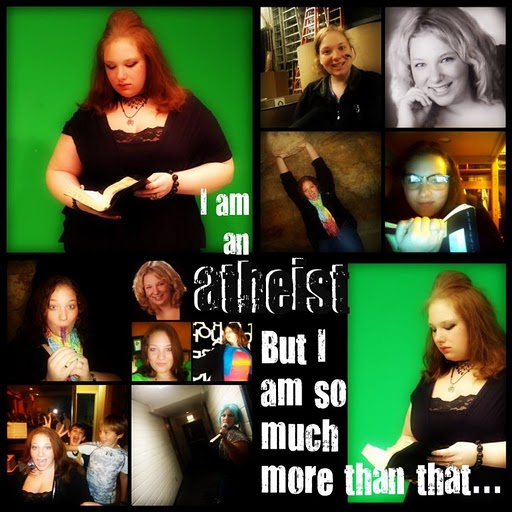 I am
an
atheist
But I
am so
much
more than that...